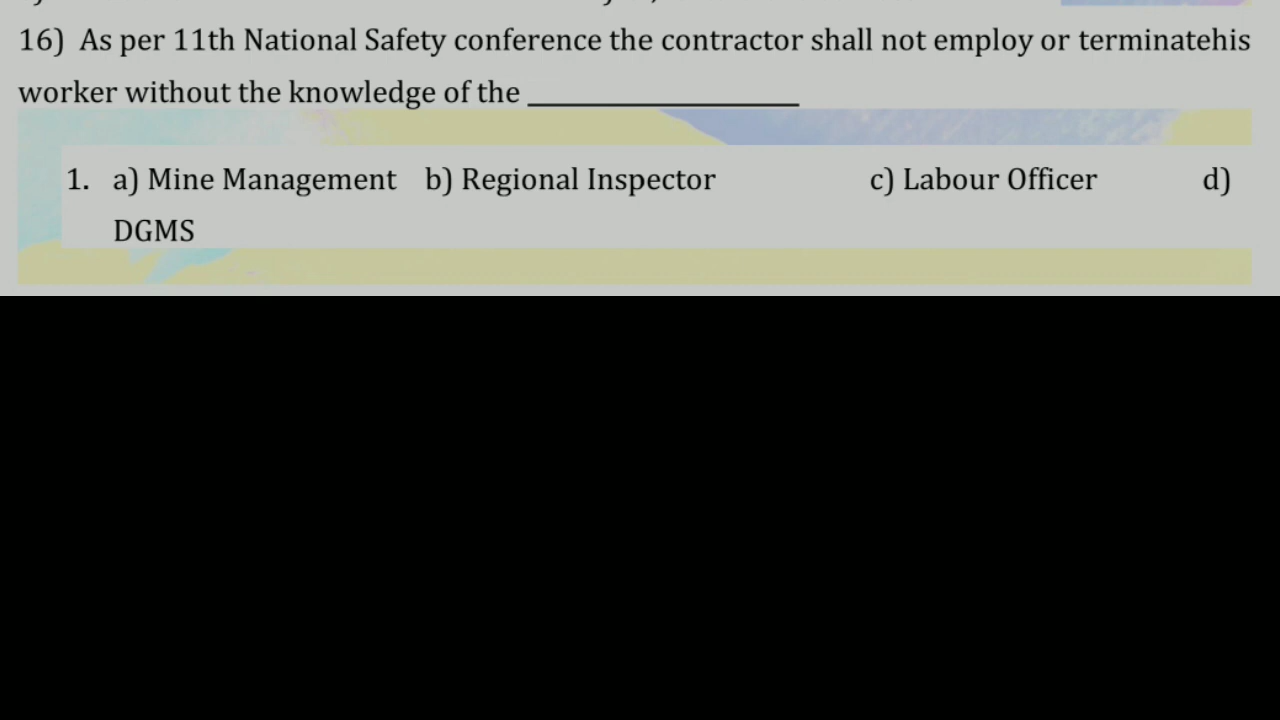 16) As per 11th National Safety conference the contractor shall not employ or terminatehis
worker without the knowledge of the ___________________
1. a) Mine Management b) Regional Inspector c) Labour Officer d)
DGMS